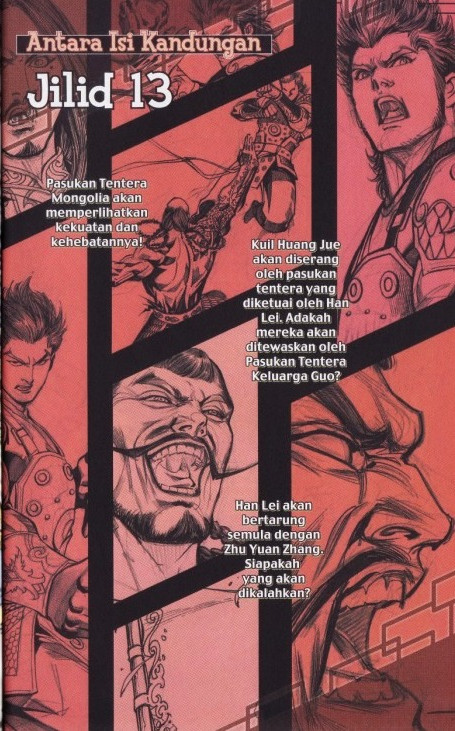 Antara Isi Kandungan
Jilid 13
Pasukan Tentera
Mongolia akan
memperlihatkan
kekuatan dan
kehebatannya!
Kuil Huang Jue
akan diserang
oleh pasukan
tentera yang
diketuai oleh Han
Lei. Adakah
mereka akan
ditewaskan oleh
Pasukan Tentera
Keluarga Guo?
Han Lei akan
bertarung
semula dengan
Zhu Yuan Zhang.
Siapakah
yang akan
dikalahkan?